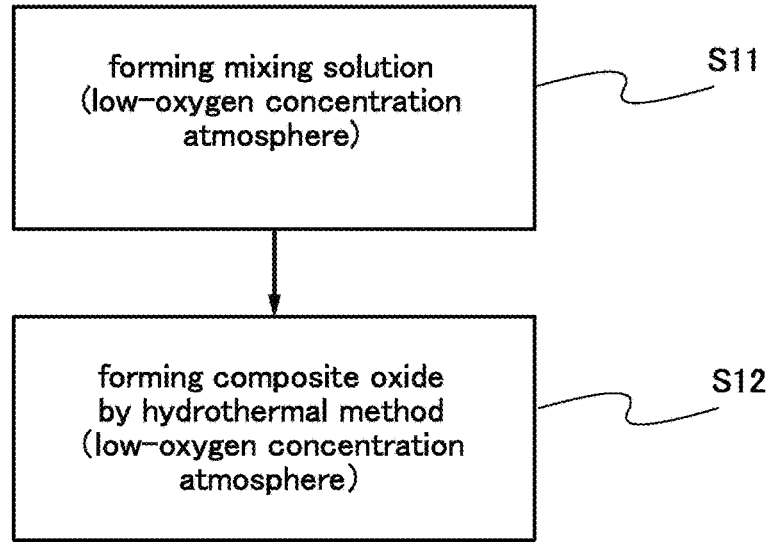 forming mixing solution
(low-oxygen concentration
atmosphere)
S11
forming composite oxide
by hydrothermal method
(low-oxygen concentration
atmosphere)
S12